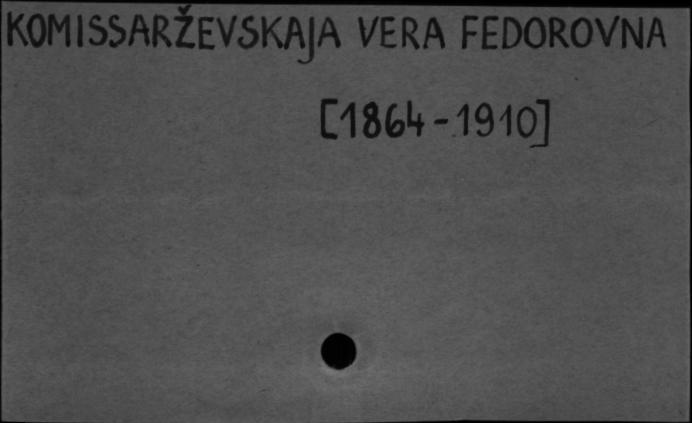 KOMISSARŽEVSKAJA VERA FEDOROVNA
[1864-1910]